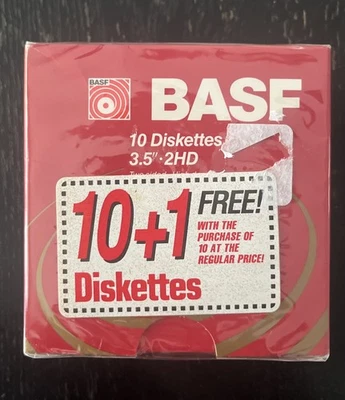 BASF
BASF
10 Diskettes
3.5"·2HD
10+1
FREE!
WITH THE
PURCHASE OF
10 AT THE
REGULAR PRICE!
Diskettes